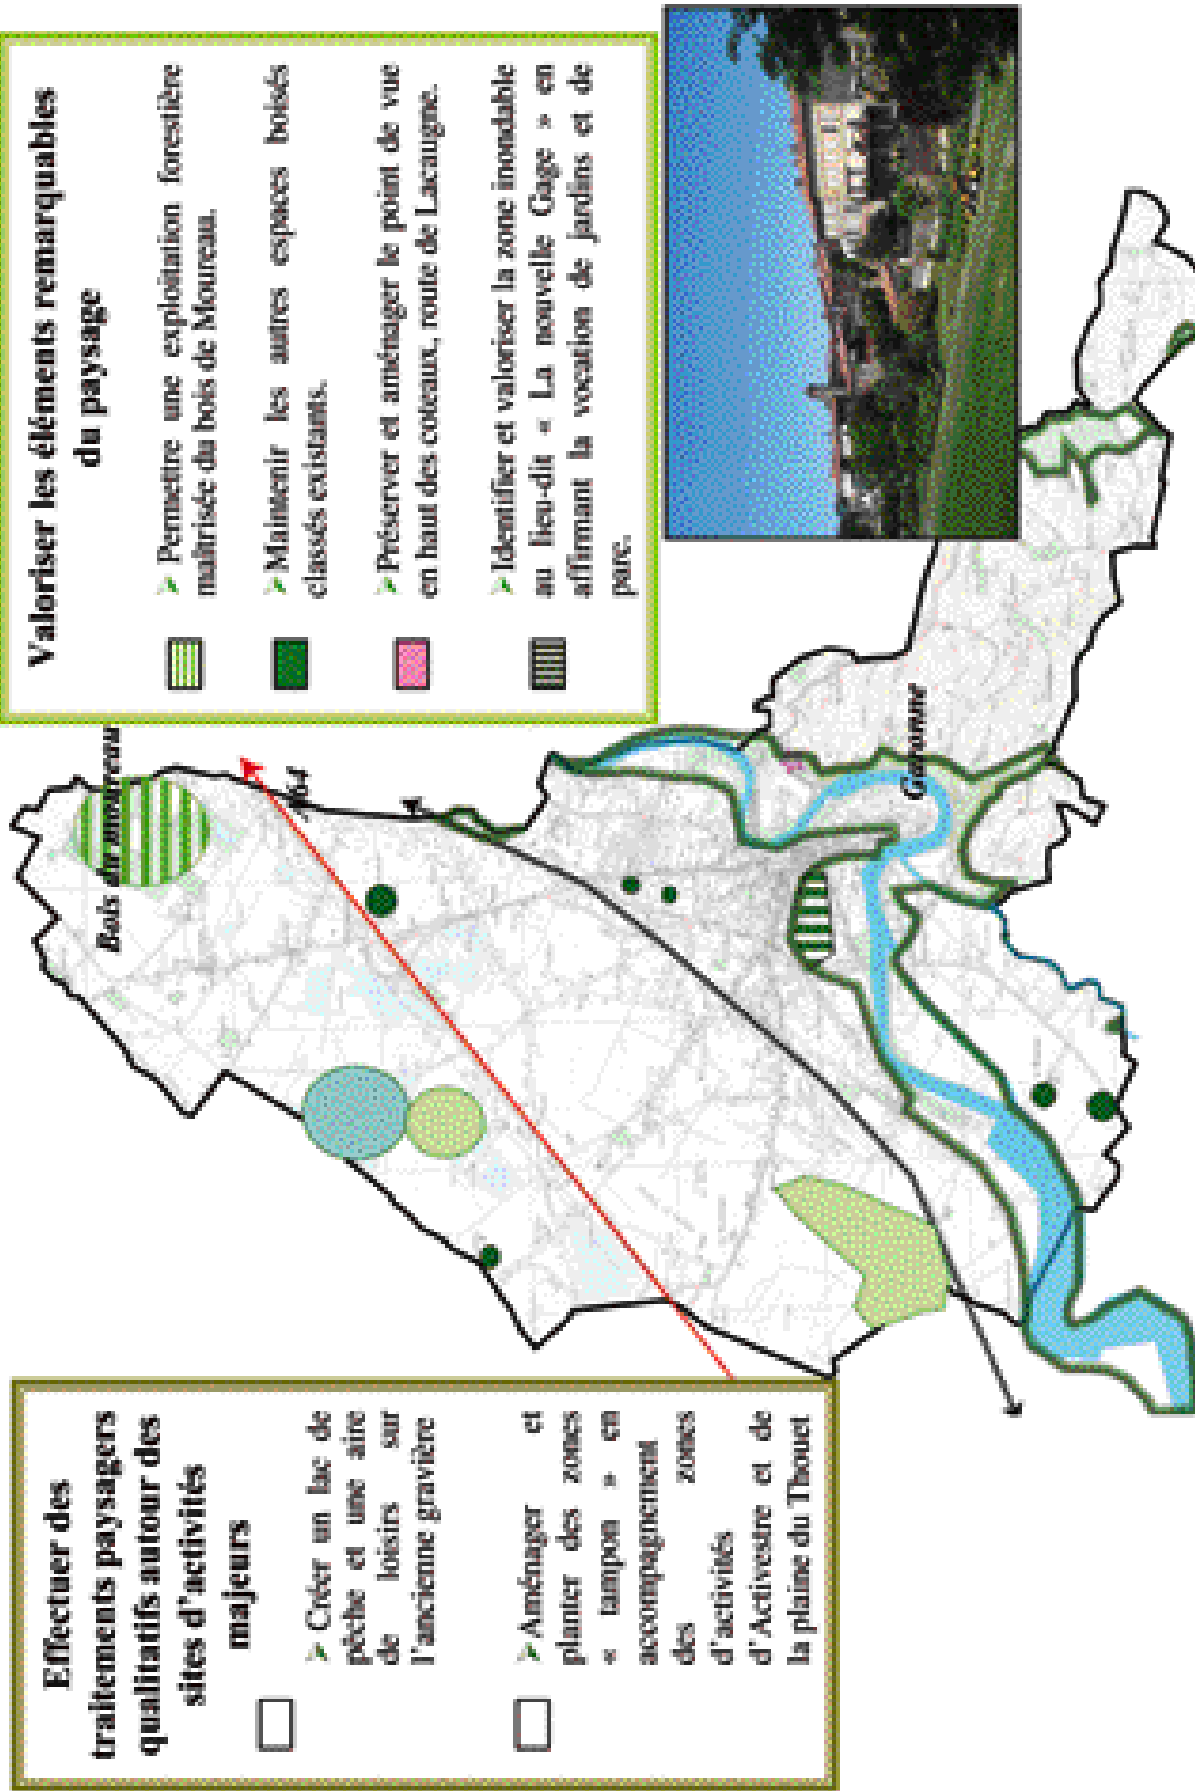 Effectuer des
traitements paysagers
qualitatifs autour des
sites d'activités
majeurs
➢ Créer un lac de
pêche et une aire
de loisirs sur
l'ancienne gravière
➢ Aménager et
planter des zones
« tampon » en
accompagnement
des zones
d'activités
d'Activestre et de
la plaine du Thouet
Valoriser les éléments remarquables
du paysage
➢ Permettre une exploitation forestière
maîtrisée du bois de Moureau.
➢ Maintenir les autres espaces boisés
classés existants.
➢ Préserver et aménager le point de vue
en haut des coteaux, route de Lacaugne.
➢ Identifier et valoriser la zone inondable
au lieu-dit « La nouvelle Gage » en
affirmant la vocation de jardins et de
parc.
Bois du moureau
A64
Garonne